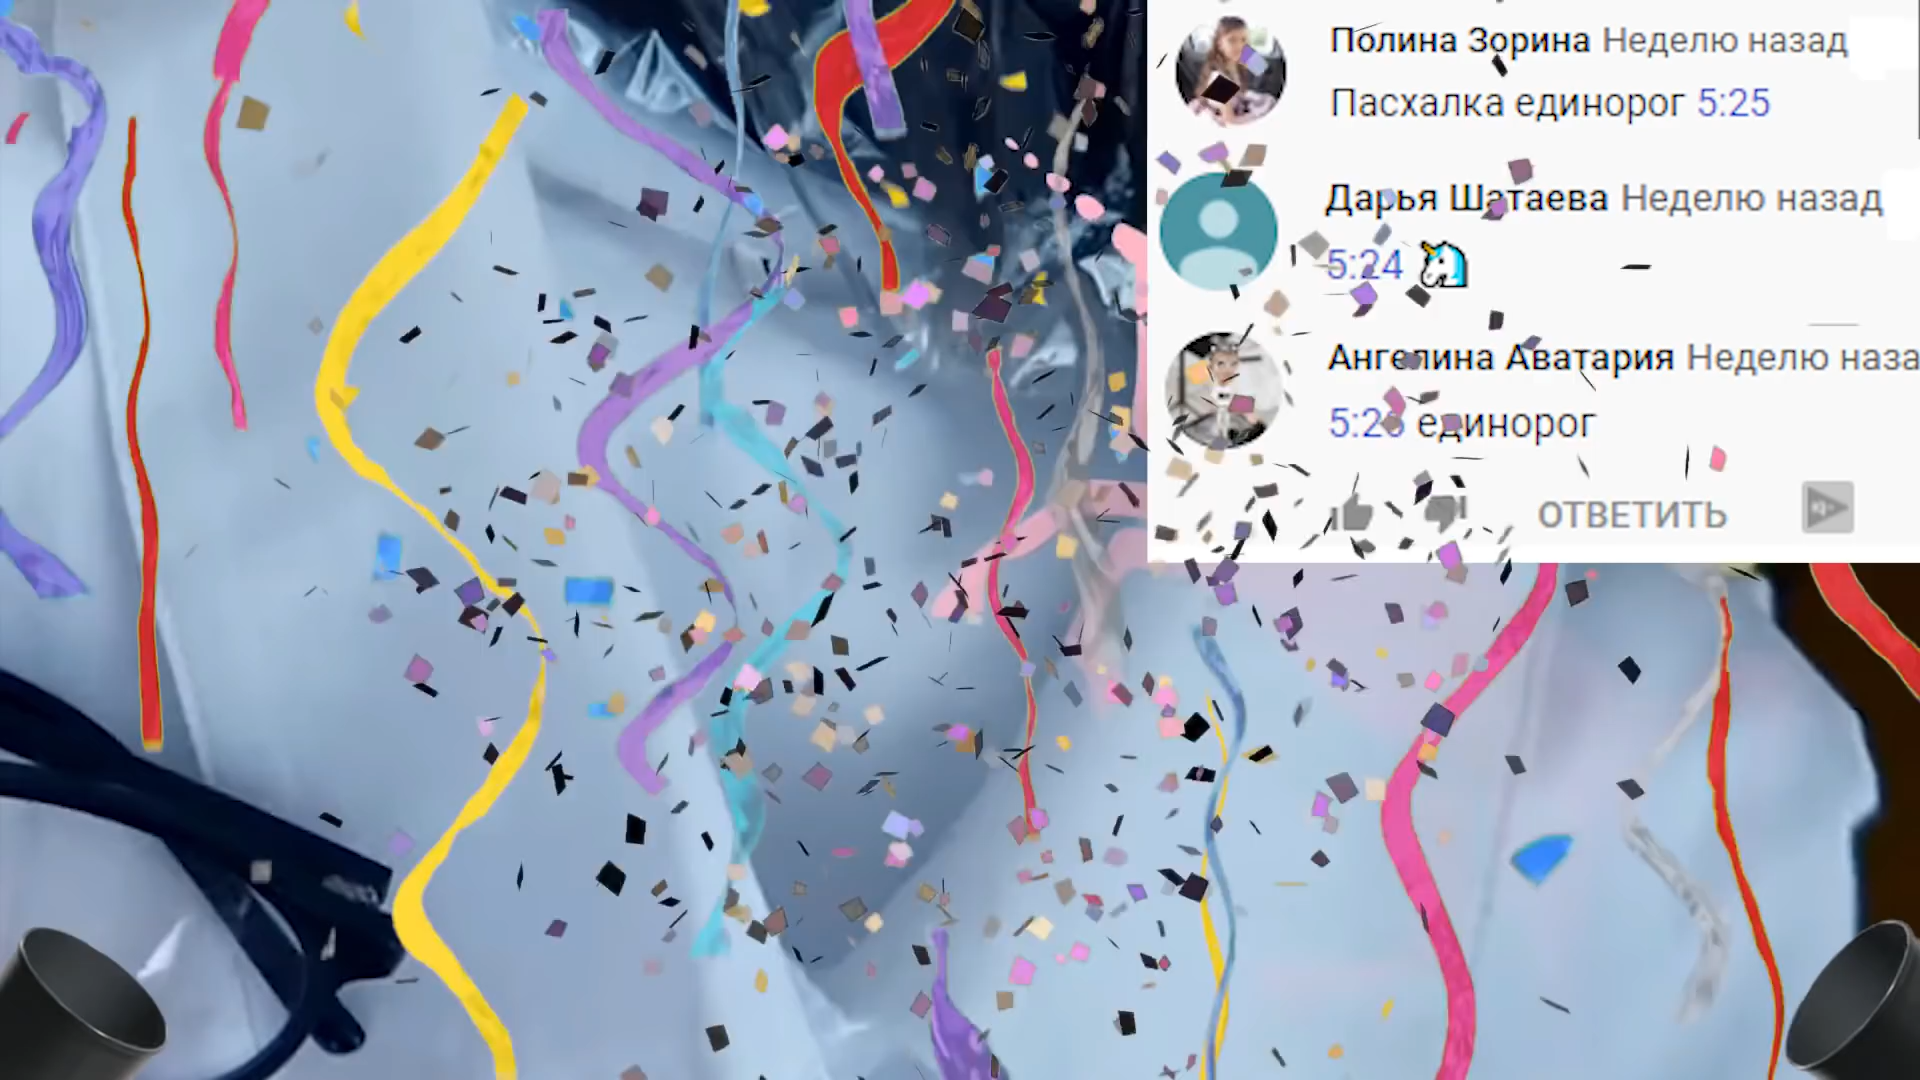 Полина Зорина Неделю назад
Пасхалка единорог 5:25
Дарья Шатаева Неделю назад
5:24
Ангелина Аватария Неделю наза
единорог
ОТВЕТИТЬ